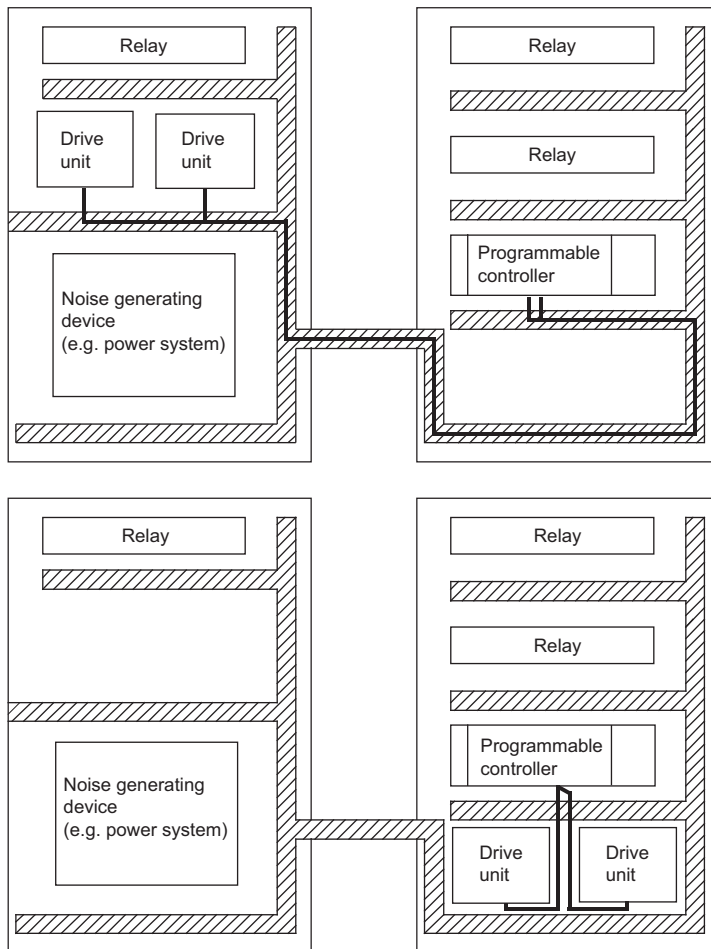 Relay
Drive
unit
Drive
unit
Noise generating
device
(e.g. power system)
Relay
Relay
Programmable
controller
Relay
Noise generating
device
(e.g. power system)
Relay
Relay
Programmable
controller
Drive
unit
Drive
unit